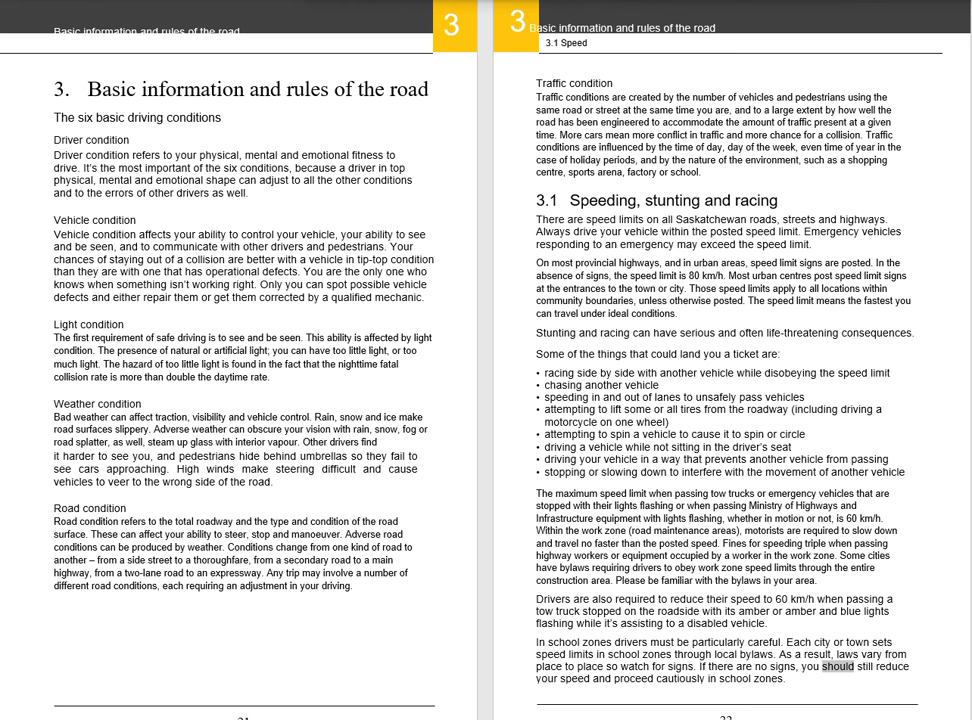 Basic information and rules of the road
3
3. Basic information and rules of the road
The six basic driving conditions
Driver condition
Driver condition refers to your physical, mental and emotional fitness to
drive. It's the most important of the six conditions, because a driver in top
physical, mental and emotional shape can adjust to all the other conditions
and to the errors of other drivers as well.
Vehicle condition
Vehicle condition affects your ability to control your vehicle, your ability to see
and be seen, and to communicate with other drivers and pedestrians. Your
chances of staying out of a collision are better with a vehicle in tip-top condition
than they are with one that has operational defects. You are the only one who
knows when something isn't working right. Only you can spot possible vehicle
defects and either repair them or get them corrected by a qualified mechanic.
Light condition
The first requirement of safe driving is to see and be seen. This ability is affected by light
condition. The presence of natural or artificial light; you can have too little light, or too
much light. The hazard of too little light is found in the fact that the nighttime fatal
collision rate is more than double the daytime rate.
Weather condition
Bad weather can affect traction, visibility and vehicle control. Rain, snow and ice make
road surfaces slippery. Adverse weather can obscure your vision with rain, snow, fog or
road splatter, as well, steam up glass with interior vapour. Other drivers find
it harder to see you, and pedestrians hide behind umbrellas so they fail to
see cars approaching. High winds make steering difficult and cause
vehicles to veer to the wrong side of the road.
Road condition
Road condition refers to the total roadway and the type and condition of the road
surface. These can affect your ability to steer, stop and manoeuver. Adverse road
conditions can be produced by weather. Conditions change from one kind of road to
another – from a side street to a thoroughfare, from a secondary road to a main
highway, from a two-lane road to an expressway. Any trip may involve a number of
different road conditions, each requiring an adjustment in your driving.
3
Basic information and rules of the road
3.1 Speed
Traffic condition
Traffic conditions are created by the number of vehicles and pedestrians using the
same road or street at the same time you are, and to a large extent by how well the
road has been engineered to accommodate the amount of traffic present at a given
time. More cars mean more conflict in traffic and more chance for a collision. Traffic
conditions are influenced by the time of day, day of the week, even time of year in the
case of holiday periods, and by the nature of the environment, such as a shopping
centre, sports arena, factory or school.
3.1 Speeding, stunting and racing
There are speed limits on all Saskatchewan roads, streets and highways.
Always drive your vehicle within the posted speed limit. Emergency vehicles
responding to an emergency may exceed the speed limit.
On most provincial highways, and in urban areas, speed limit signs are posted. In the
absence of signs, the speed limit is 80 km/h. Most urban centres post speed limit signs
at the entrances to the town or city. Those speed limits apply to all locations within
community boundaries, unless otherwise posted. The speed limit means the fastest you
can travel under ideal conditions.
Stunting and racing can have serious and often life-threatening consequences.
Some of the things that could land you a ticket are:
• racing side by side with another vehicle while disobeying the speed limit
• chasing another vehicle
• speeding in and out of lanes to unsafely pass vehicles
• attempting to lift some or all tires from the roadway (including driving a
motorcycle on one wheel)
• attempting to spin a vehicle to cause it to spin or circle
• driving a vehicle while not sitting in the driver's seat
• driving your vehicle in a way that prevents another vehicle from passing
• stopping or slowing down to interfere with the movement of another vehicle
The maximum speed limit when passing tow trucks or emergency vehicles that are
stopped with their lights flashing or when passing Ministry of Highways and
Infrastructure equipment with lights flashing, whether in motion or not, is 60 km/h.
Within the work zone (road maintenance areas), motorists are required to slow down
and travel no faster than the posted speed. Fines for speeding triple when passing
highway workers or equipment occupied by a worker in the work zone. Some cities
have bylaws requiring drivers to obey work zone speed limits through the entire
construction area. Please be familiar with the bylaws in your area.
Drivers are also required to reduce their speed to 60 km/h when passing a
tow truck stopped on the roadside with its amber or amber and blue lights
flashing while it's assisting to a disabled vehicle.
In school zones drivers must be particularly careful. Each city or town sets
speed limits in school zones through local bylaws. As a result, laws vary from
place to place so watch for signs. If there are no signs, you should still reduce
your speed and proceed cautiously in school zones.